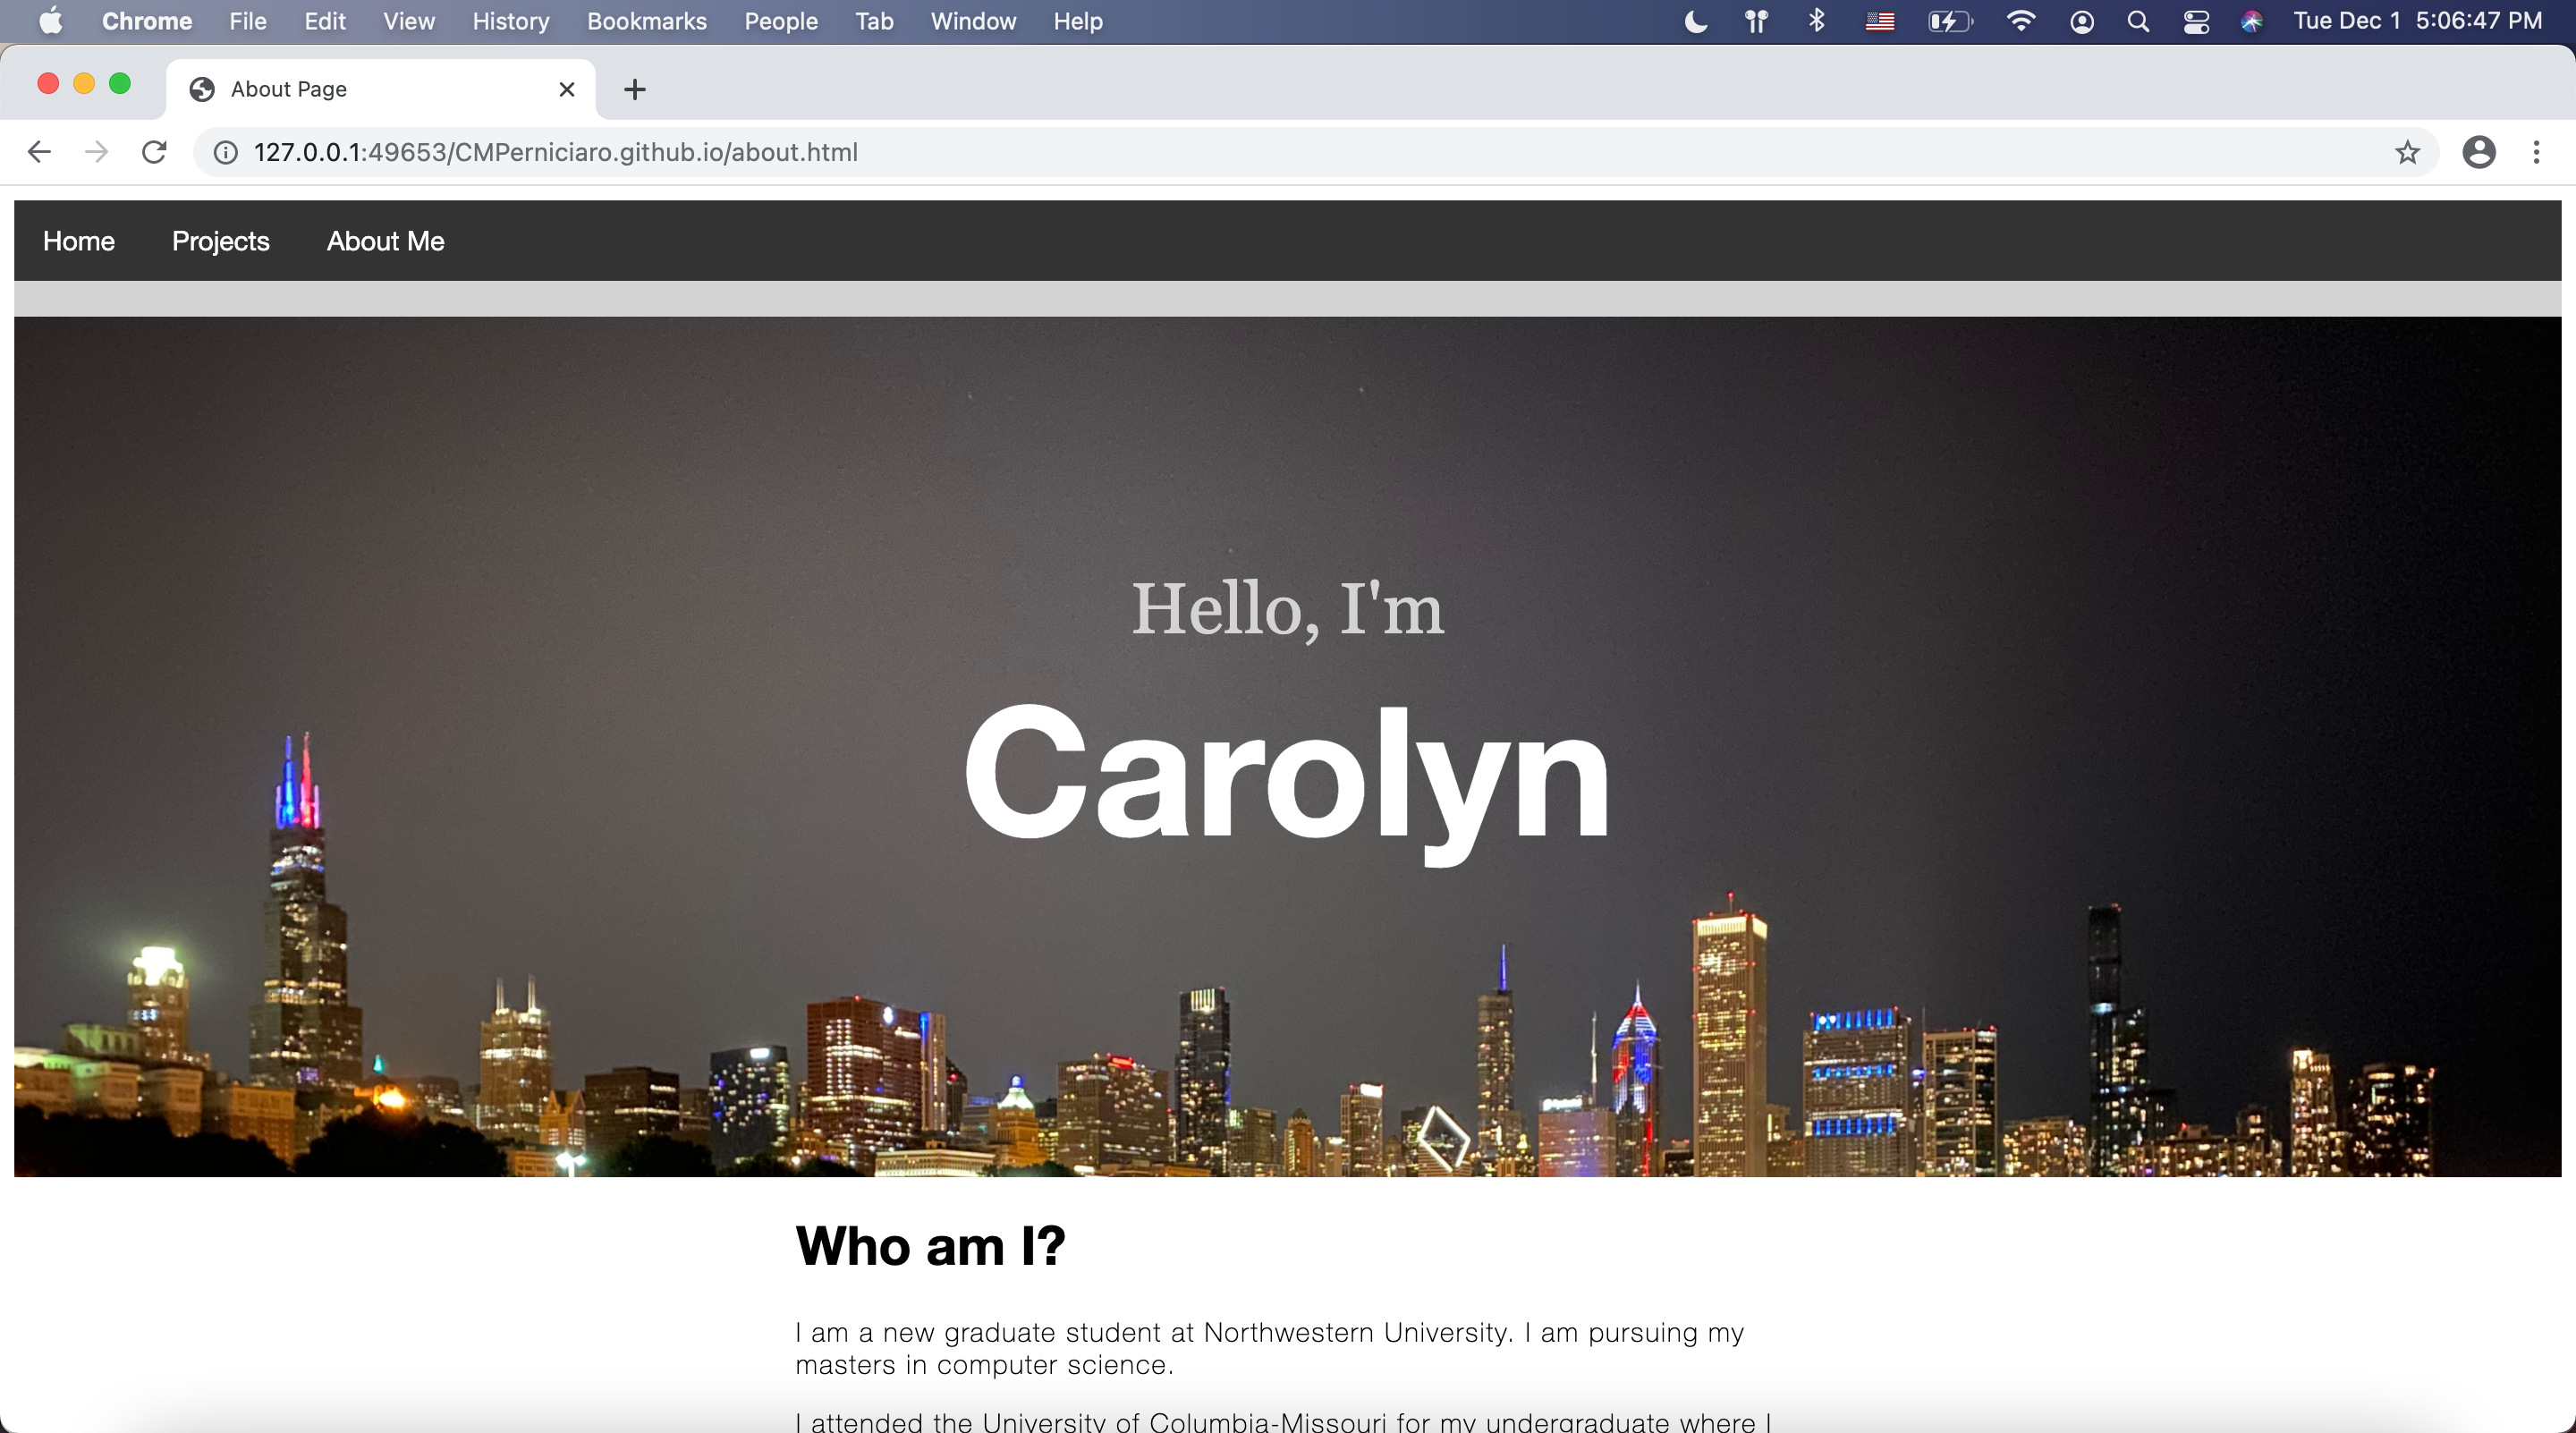 Chrome File Edit View History Bookmarks People Tab Window Help Tue Dec 1 5:06:47 PM
About Page
127.0.0.1:49653/CMPerniciaro.github.io/about.html
Home Projects About Me
Hello, I'm
Carolyn
Who am I?
I am a new graduate student at Northwestern University. I am pursuing my
masters in computer science.
I attended the University of Columbia-Missouri for my undergraduate where I